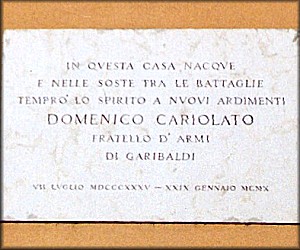 IN QVESTA CASA NACQVE
E NELLE SOSTE TRA LE BATTAGLIE
TEMPRO' LO SPIRITO A NVOVI ARDIMENTI
DOMENICO CARIOLATO
FRATELLO D'ARMI
DI GARIBALDI
VII LVGLIO MDCCCXXXV – XXIX GENNAIO MCMX